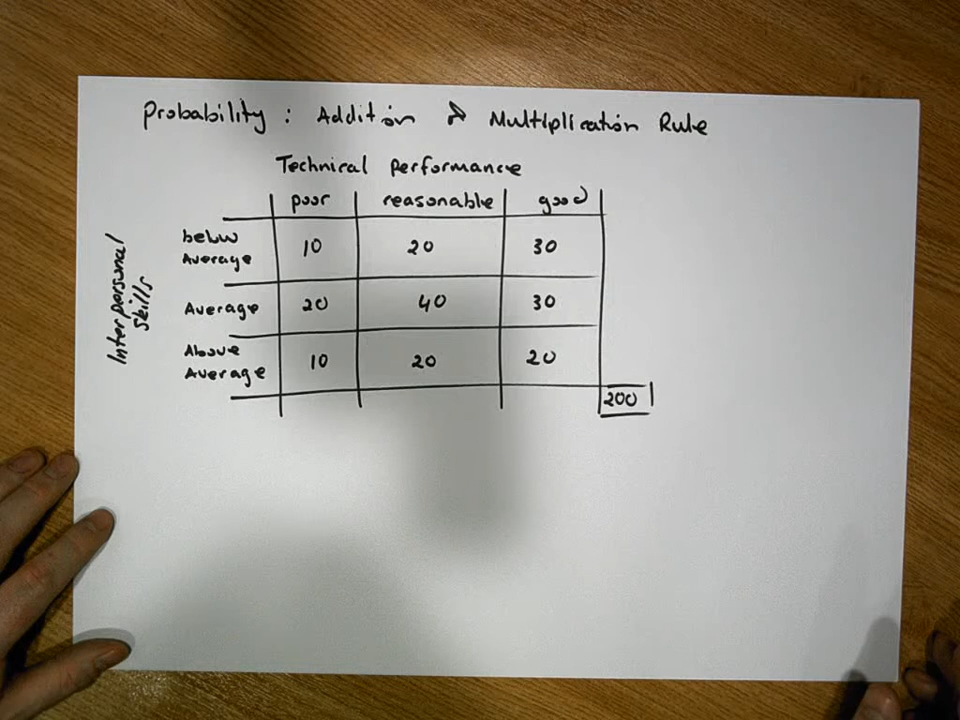 Probability : Addition & Multiplication Rule
Technical performance
poor reasonable good
below
Average 10 20 30
Interpersonal
skills
Average 20 40 30
Above
Average 10 20 20
200